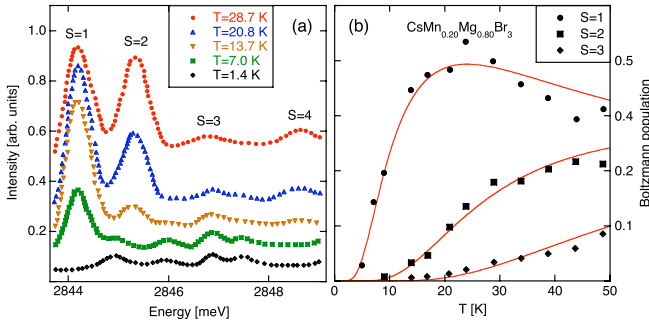 (a)
T=28.7 K
T=20.8 K
T=13.7 K
T=7.0 K
T=1.4 K
S=1
S=2
S=3
S=4
1.0
0.8
0.6
0.4
0.2
Intensity [arb. units]
2844
2846
2848
Energy [meV]
(b)
CsMn0.20Mg0.80Br3
S=1
S=2
S=3
0.5
0.4
0.2
0.1
Boltzmann population
0
10
20
30
40
50
T [K]